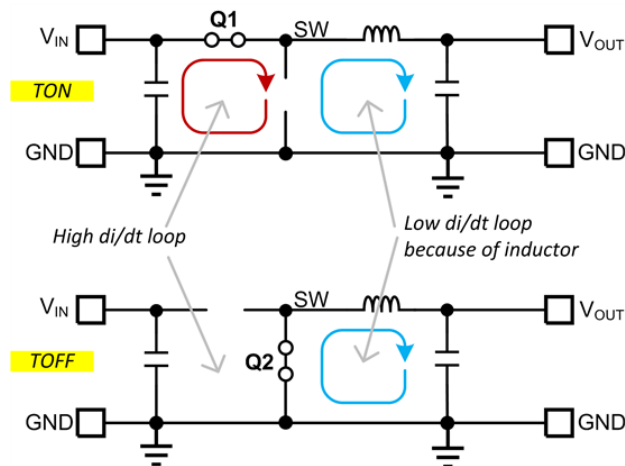 Q1
VIN
SW
VOUT
TON
GND
GND
High di/dt loop
Low di/dt loop
because of inductor
VIN
SW
VOUT
TOFF
Q2
GND
GND